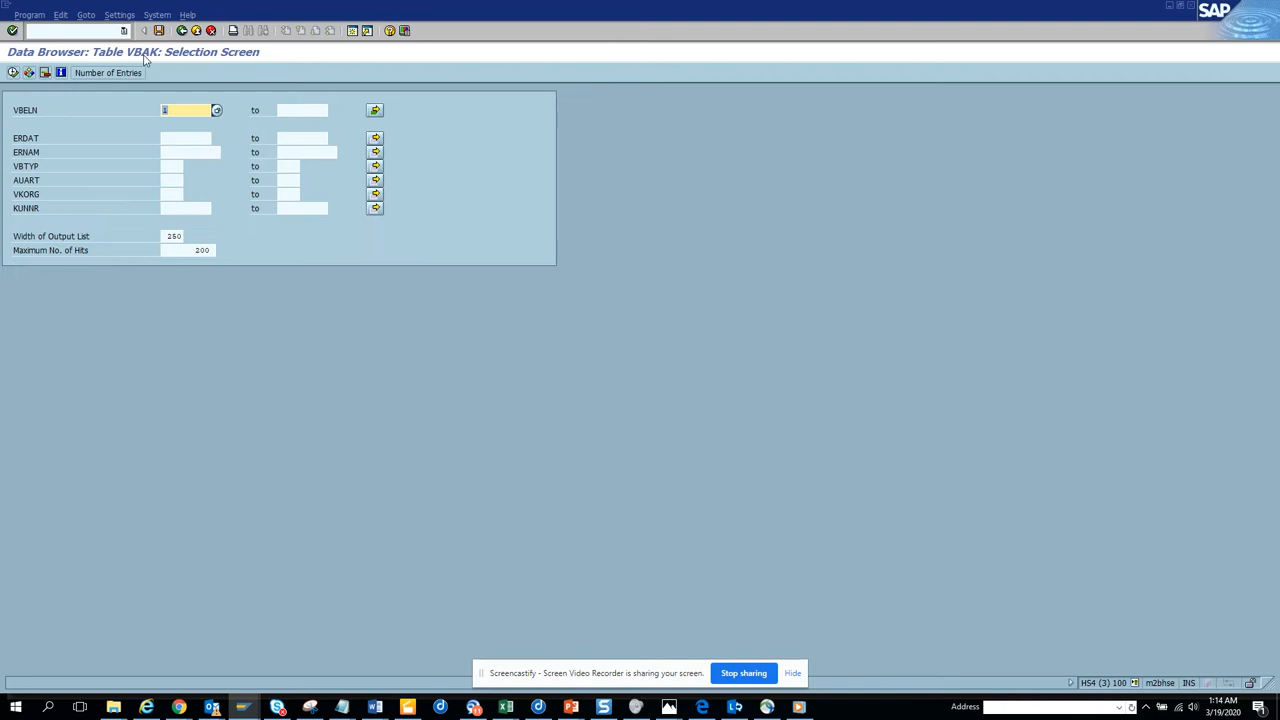 Program Edit Goto Settings System Help
SAP
Data Browser: Table VBAK: Selection Screen
Number of Entries
VBELN 1 to
ERDAT to
ERNAM to
VBTYP to
AUART to
VKORG to
KUNNR to
Width of Output List 250
Maximum No. of Hits 200
Screencastify - Screen Video Recorder is sharing your screen. Stop sharing Hide
HS4 (3) 100 m2bhse INS
Address 1:14 AM
3/19/2020